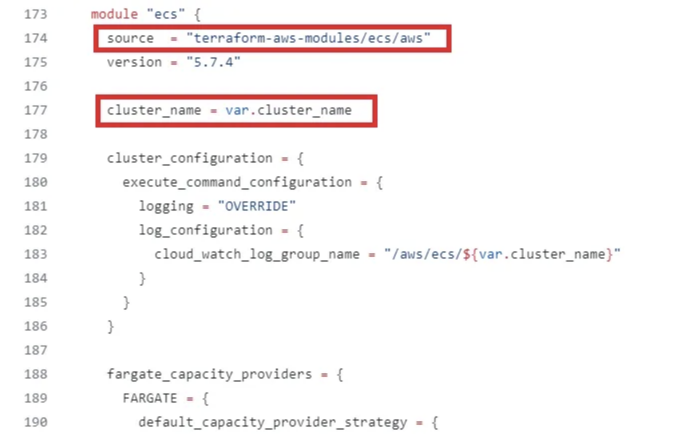 173 module "ecs" {
174 source = "terraform-aws-modules/ecs/aws"
175 version = "5.7.4"
176
177 cluster_name = var.cluster_name
178
179 cluster_configuration = {
180 execute_command_configuration = {
181 logging = "OVERRIDE"
182 log_configuration = {
183 cloud_watch_log_group_name = "/aws/ecs/${var.cluster_name}"
184 }
185 }
186 }
187
188 fargate_capacity_providers = {
189 FARGATE = {
190 default_capacity_provider_strategy = {